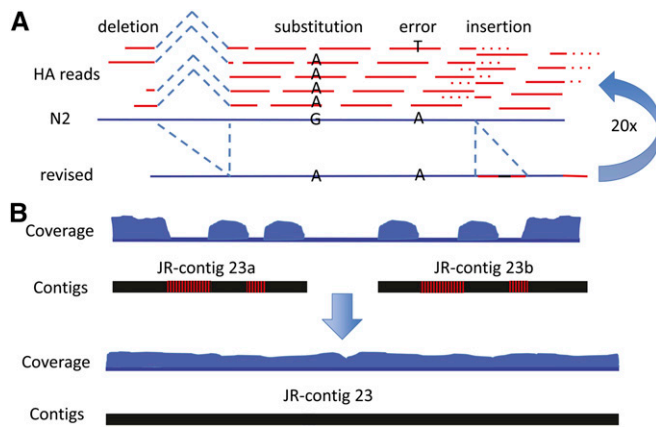 A
deletion substitution error insertion
T
HA reads
A
A
A
A
N2 G A
20x
revised A A
B
Coverage
JR-contig 23a JR-contig 23b
Contigs
Coverage
JR-contig 23
Contigs